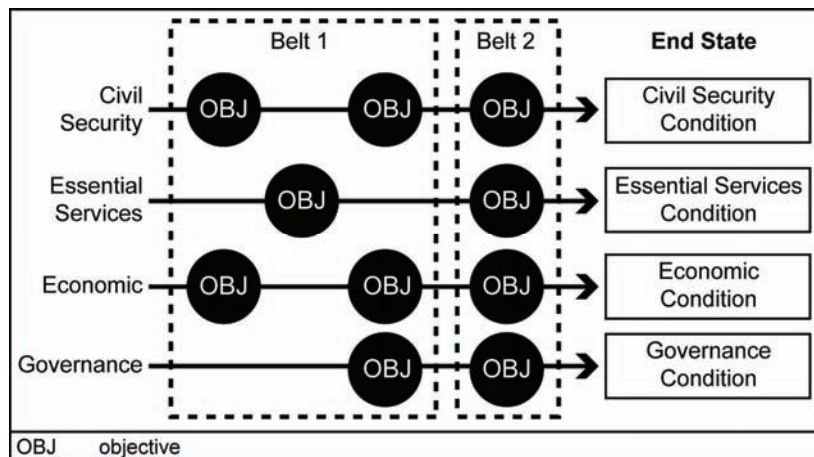 Belt 1
Belt 2
End State
Civil
Security
OBJ
OBJ
OBJ
Civil Security
Condition
Essential
Services
OBJ
OBJ
Essential Services
Condition
Economic
OBJ
OBJ
OBJ
Economic
Condition
Governance
OBJ
OBJ
Governance
Condition
OBJ objective